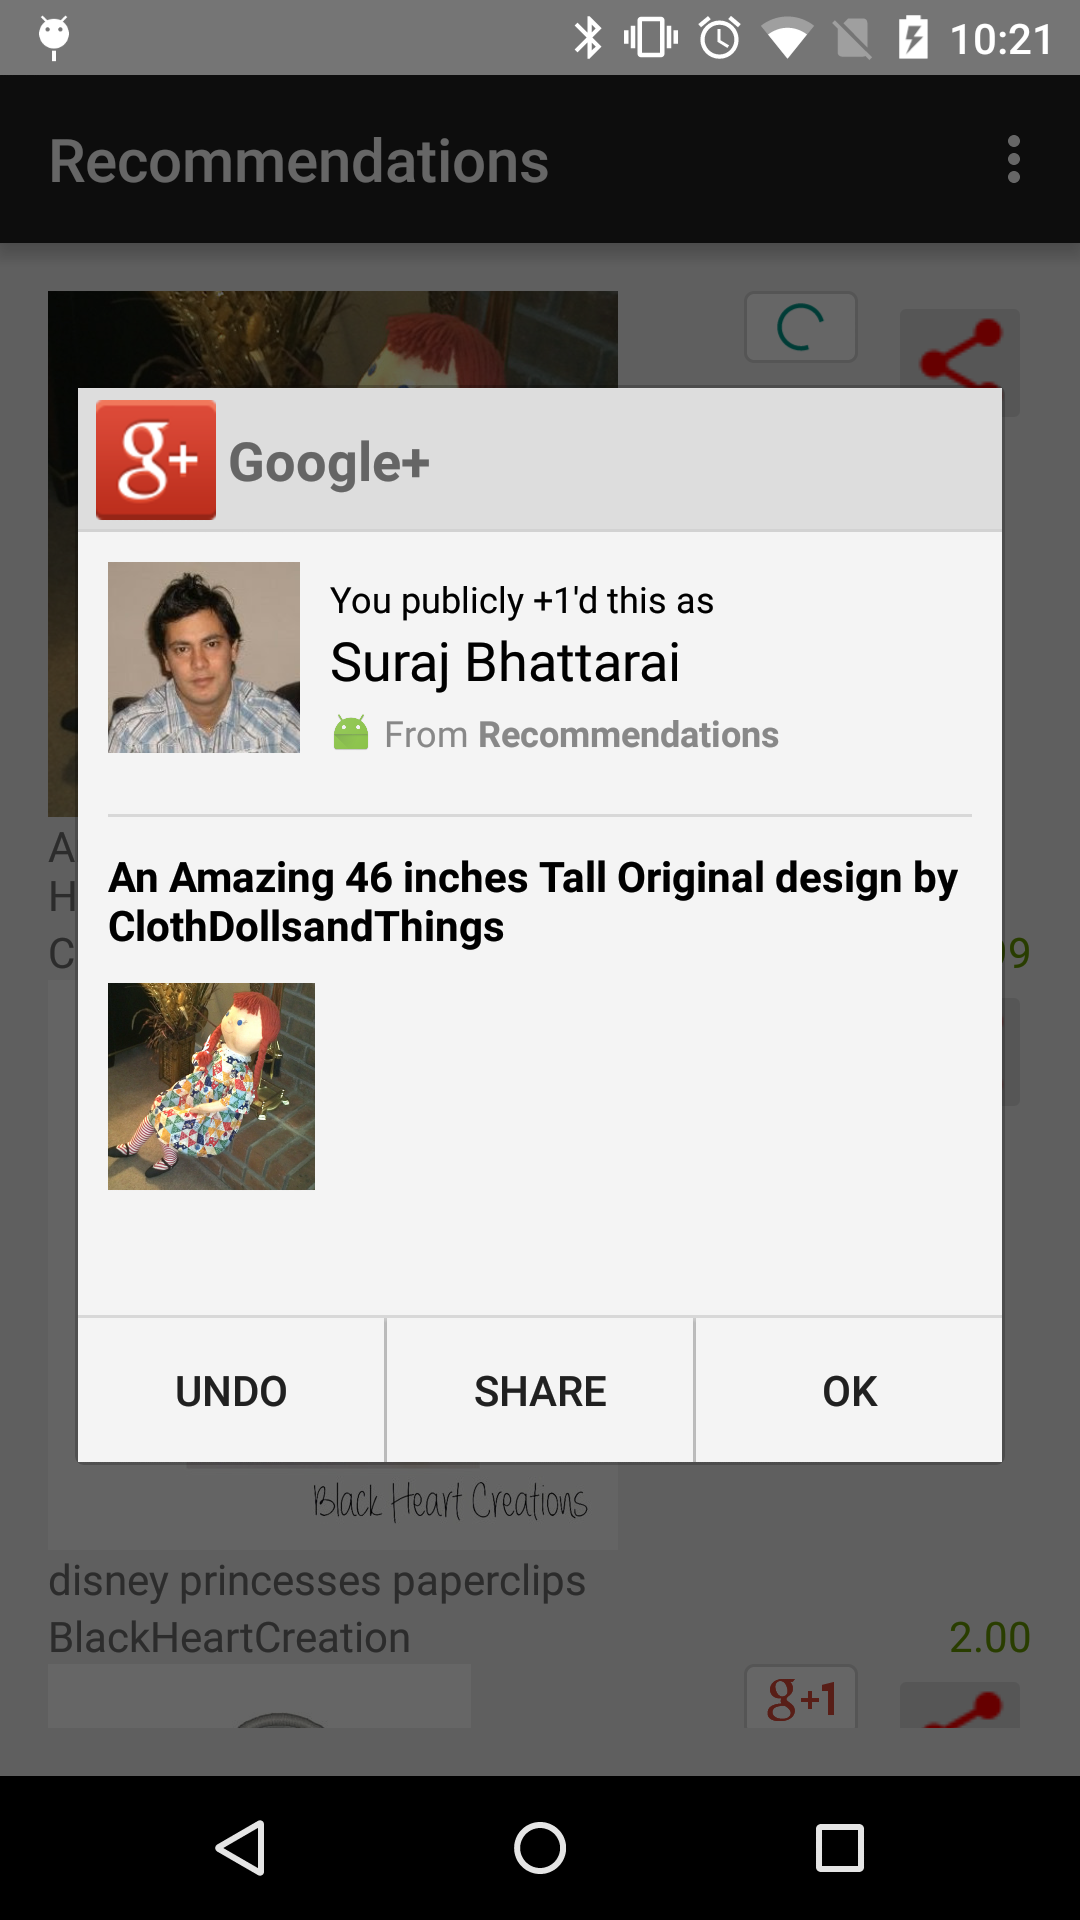 10:21
Recommendations
g+ Google+
You publicly +1'd this as
Suraj Bhattarai
From Recommendations
A
H
C
99
An Amazing 46 inches Tall Original design by
ClothDollsandThings
UNDO SHARE OK
Black Heart Creations
disney princesses paperclips
BlackHeartCreation 2.00
g+1